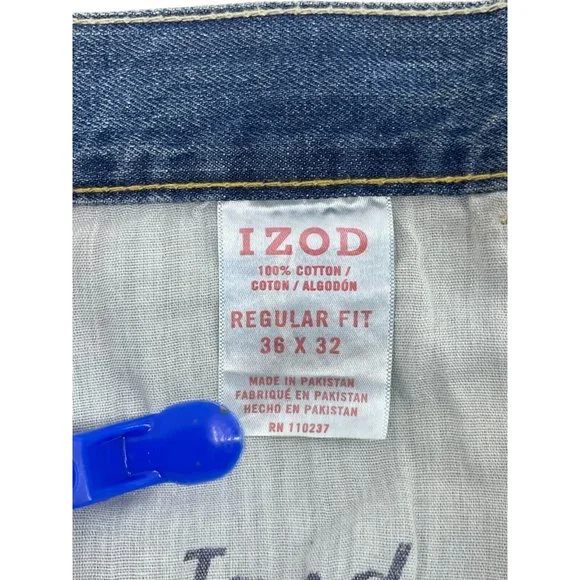 IZOD
100% COTTON /
COTON / ALGODÓN
REGULAR FIT
36 X 32
MADE IN PAKISTAN
FABRIQUÉ EN PAKISTAN
HECHO EN PAKISTAN
RN 110237
Izod